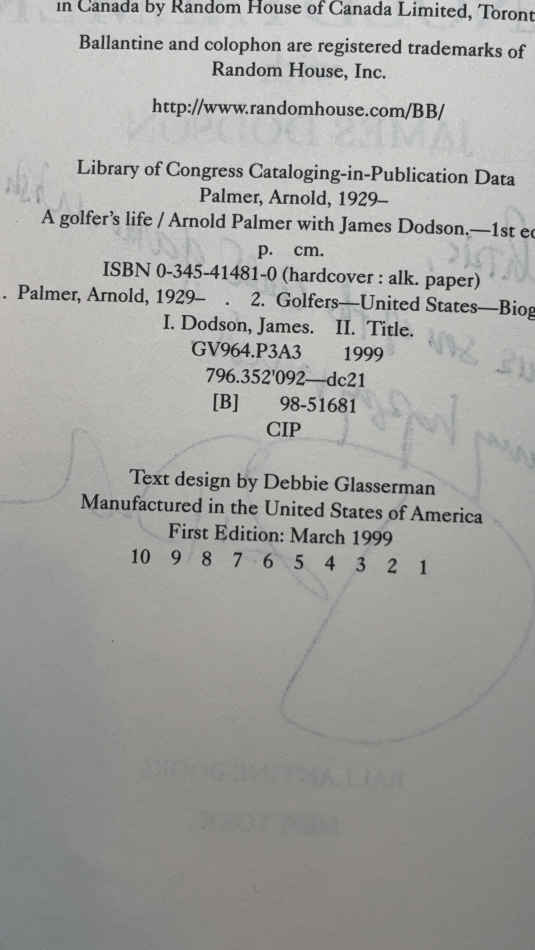 in Canada by Random House of Canada Limited, Toront
Ballantine and colophon are registered trademarks of
Random House, Inc.
http://www.randomhouse.com/BB/
Library of Congress Cataloging-in-Publication Data
Palmer, Arnold, 1929–
A golfer's life / Arnold Palmer with James Dodson.—1st ed
p. cm.
ISBN 0-345-41481-0 (hardcover : alk. paper)
. Palmer, Arnold, 1929– . 2. Golfers—United States—Biog
I. Dodson, James. II. Title.
GV964.P3A3 1999
796.352'092—dc21
[B] 98-51681
CIP
Text design by Debbie Glasserman
Manufactured in the United States of America
First Edition: March 1999
10 9 8 7 6 5 4 3 2 1